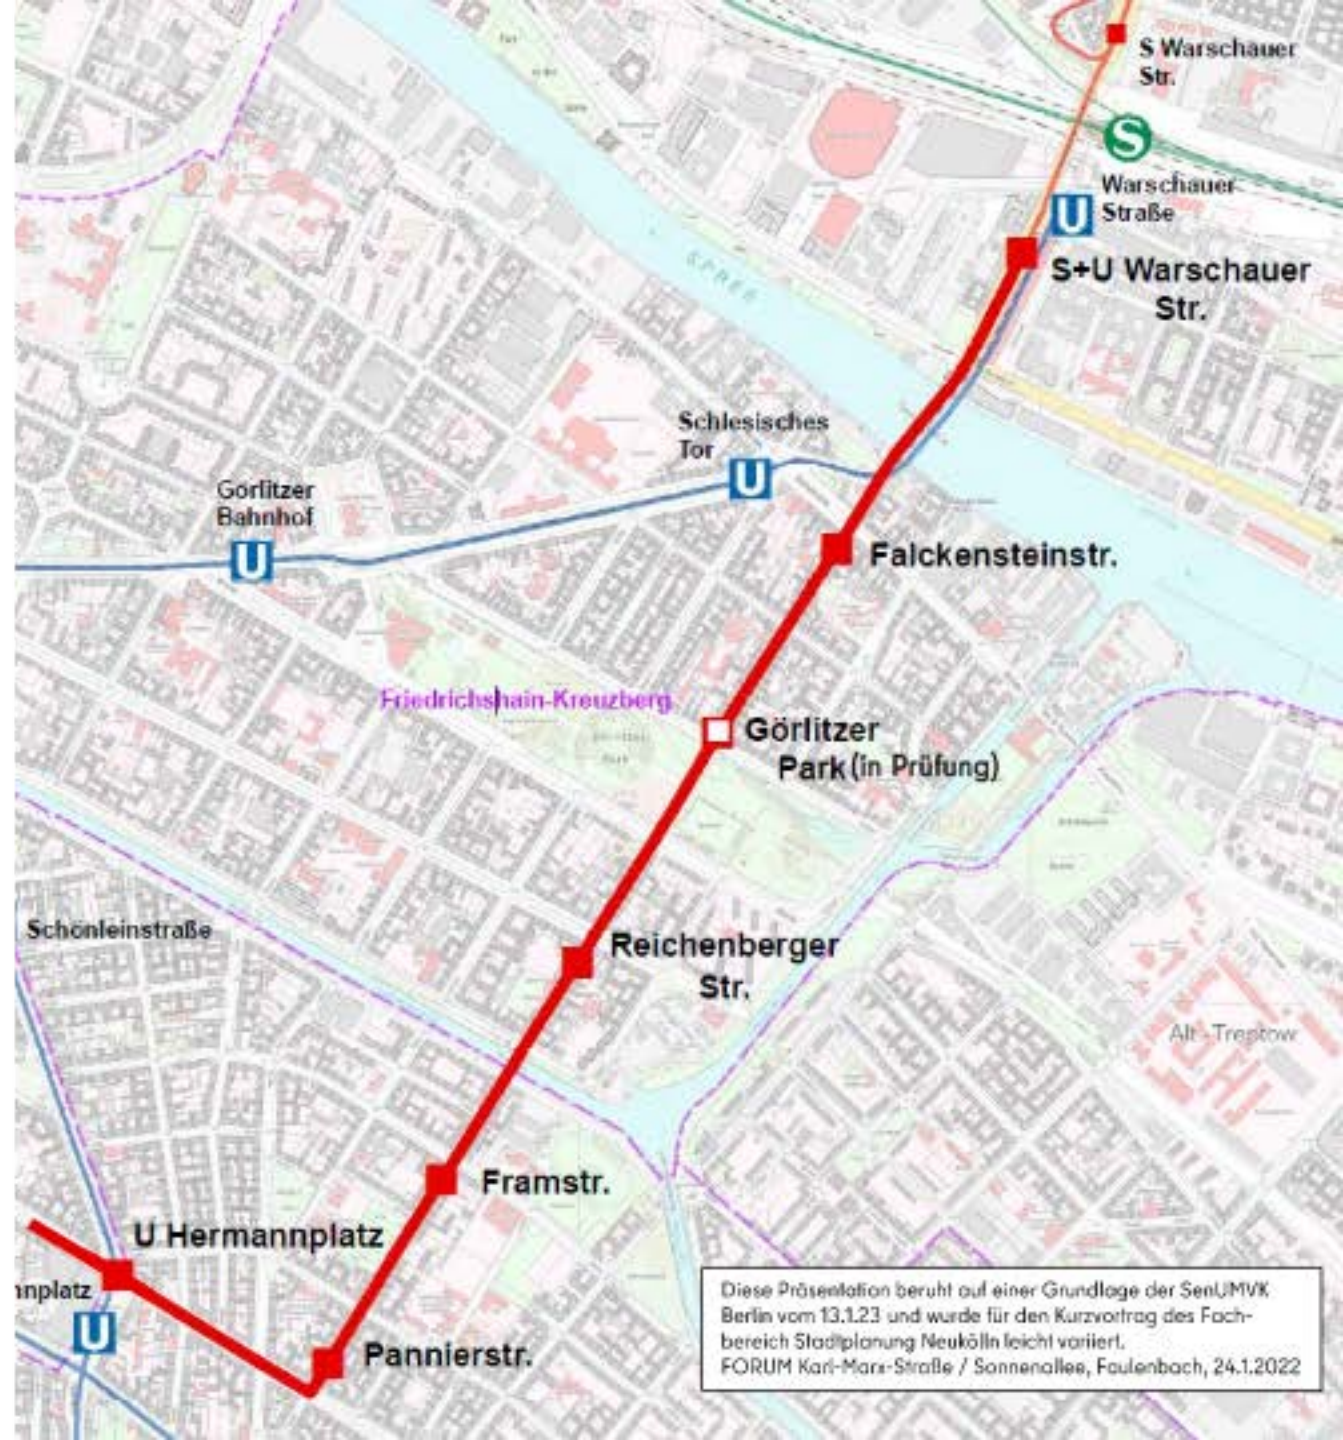 S Warschauer
Str.
S
Warschauer
Straße
U
S+U Warschauer
Str.
SPREE
Schlesisches
Tor
U
Görlitzer
Bahnhof
U
Falckensteinstr.
Friedrichshain-Kreuzberg
Görlitzer
Park (in Prüfung)
Schönleinstraße
Reichenberger
Str.
Alt-Treptow
Framstr.
U Hermannplatz
nnplatz
U
Pannierstr.
Diese Präsentation beruht auf einer Grundlage der SenUMVK
Berlin vom 13.1.23 und wurde für den Kurzvortrag des Fach-
bereich Stadtplanung Neukölln leicht variiert.
FORUM Karl-Marx-Straße / Sonnenallee, Faulenbach, 24.1.2022